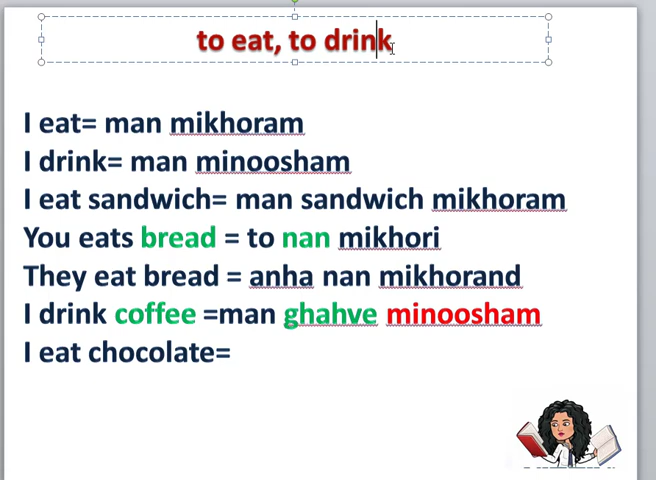 to eat, to drink
I eat= man mikhoram
I drink= man minoosham
I eat sandwich= man sandwich mikhoram
You eats bread = to nan mikhori
They eat bread = anha nan mikhorand
I drink coffee =man ghahve minoosham
I eat chocolate=